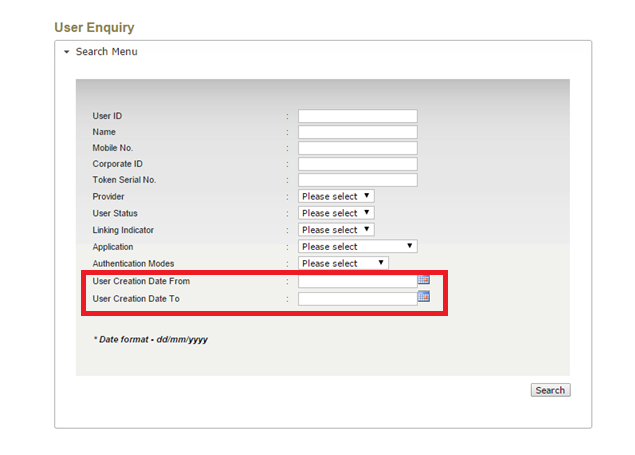 User Enquiry
Search Menu
User ID :
Name :
Mobile No. :
Corporate ID :
Token Serial No. :
Provider : Please select
User Status : Please select
Linking Indicator : Please select
Application : Please select
Authentication Modes : Please select
User Creation Date From :
User Creation Date To :
* Date format - dd/mm/yyyy
Search